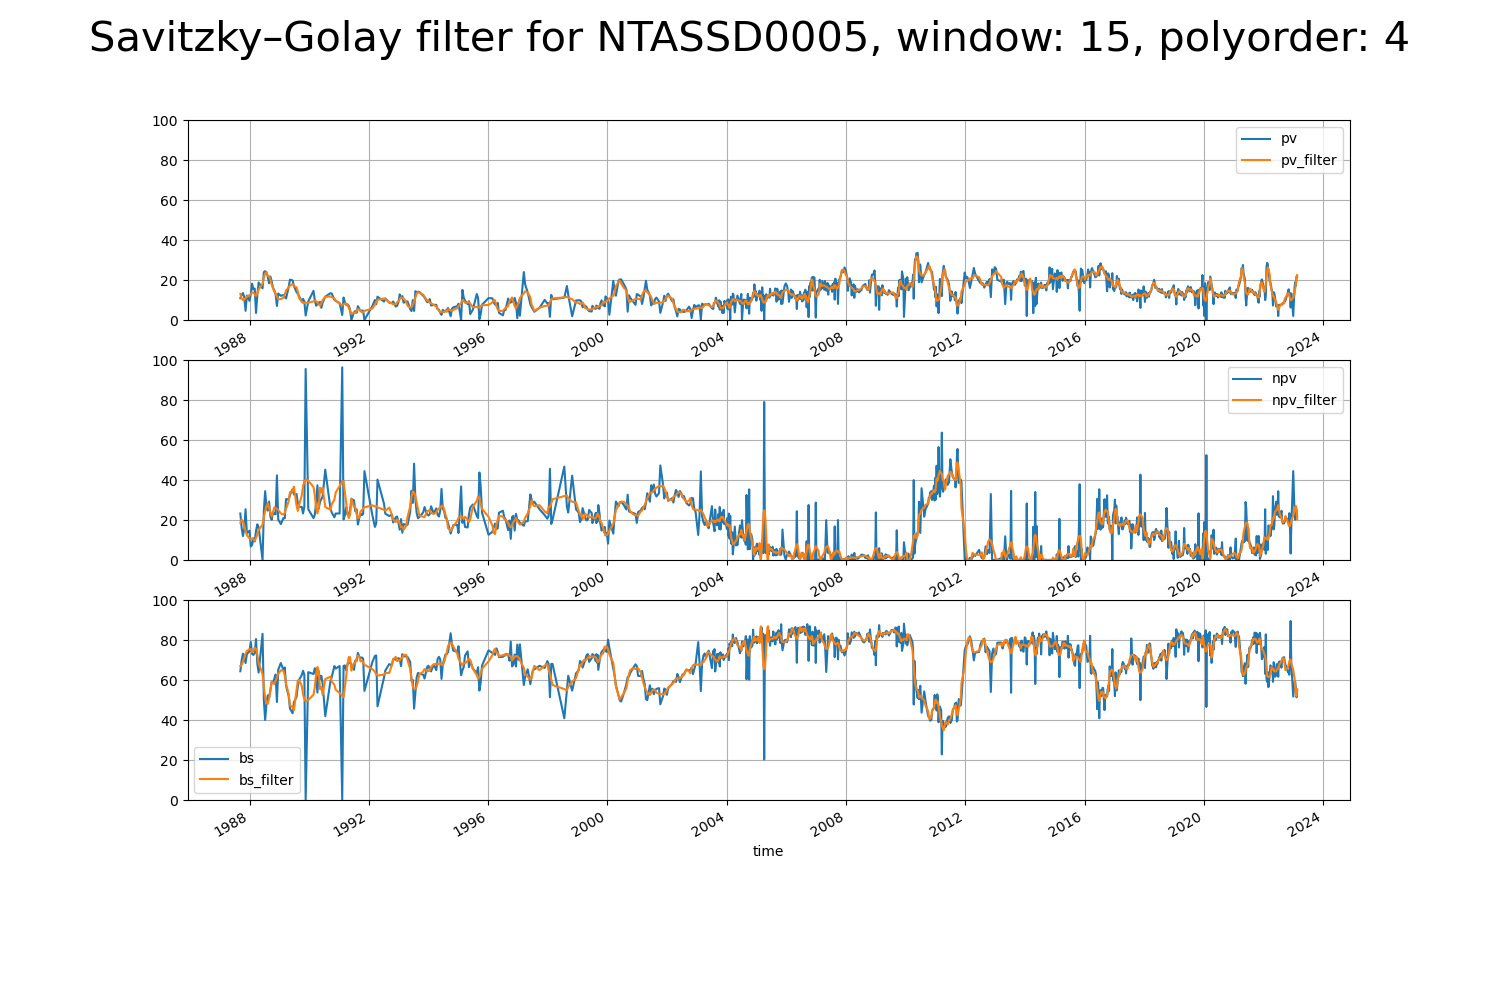 Savitzky–Golay filter for NTASSD0005, window: 15, polyorder: 4
100
80
60
40
20
0
pv
pv_filter
1988 1992 1996 2000 2004 2008 2012 2016 2020 2024
100
80
60
40
20
0
npv
npv_filter
1988 1992 1996 2000 2004 2008 2012 2016 2020 2024
100
80
60
40
20
0
bs
bs_filter
1988 1992 1996 2000 2004 2008 2012 2016 2020 2024
time